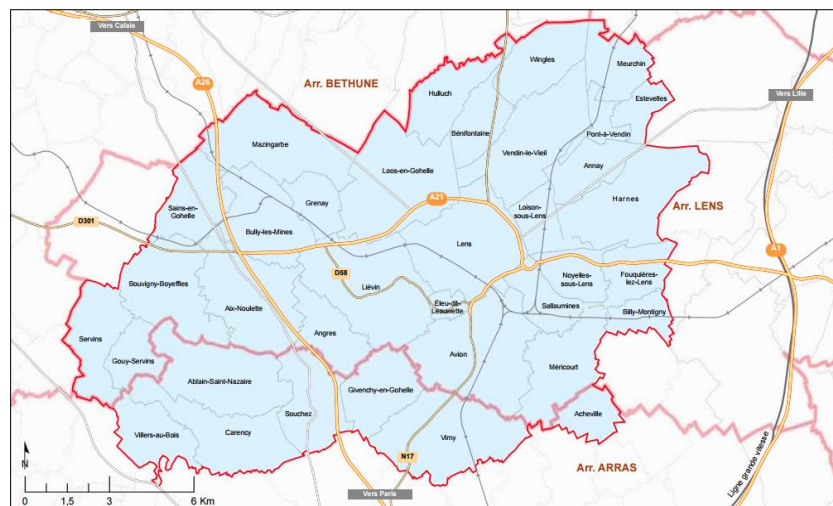 Vers Calais
A26
Arr. BETHUNE
Wingles
Meurchin
Hulluch
Estevelles
Vers Lille
Bénifontaine
Pont-à-Vendin
Mazingarbe
Vendin-le-Vieil
Annay
Loos-en-Gohelle
Harnes
Grenay
A21
Loison-
sous-Lens
Arr. LENS
Sains-en-
Gohelle
D301
Bully-les-Mines
Lens
A1
D58
Noyelles-
sous-Lens
Fouquières-
lez-Lens
Bouvigny-Boyeffles
Liévin
Éleu-dit-
Leauwette
Sallaumines
Aix-Noulette
Billy-Montigny
Angres
Servins
Avion
Gouy-Servins
Méricourt
Ablain-Saint-Nazaire
Givenchy-en-Gohelle
Souchez
Acheville
Villers-au-Bois
Carency
Vimy
N17
N
Arr. ARRAS
Ligne grande vitesse
0 1,5 3 6 Km
Vers Paris